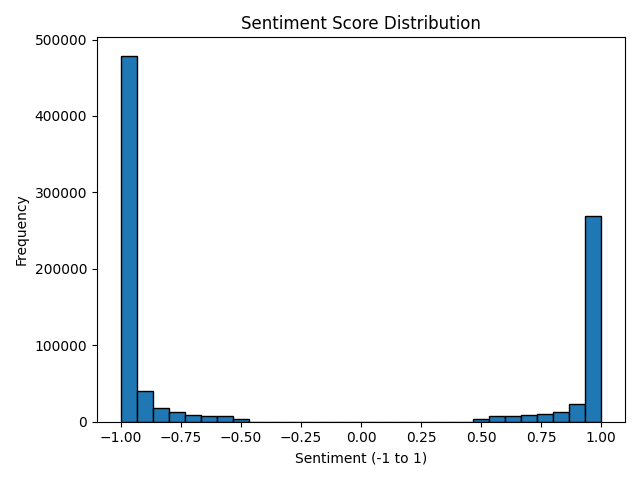 Sentiment Score Distribution
500000
400000
300000
200000
100000
0
Frequency
−1.00 −0.75 −0.50 −0.25 0.00 0.25 0.50 0.75 1.00
Sentiment (-1 to 1)